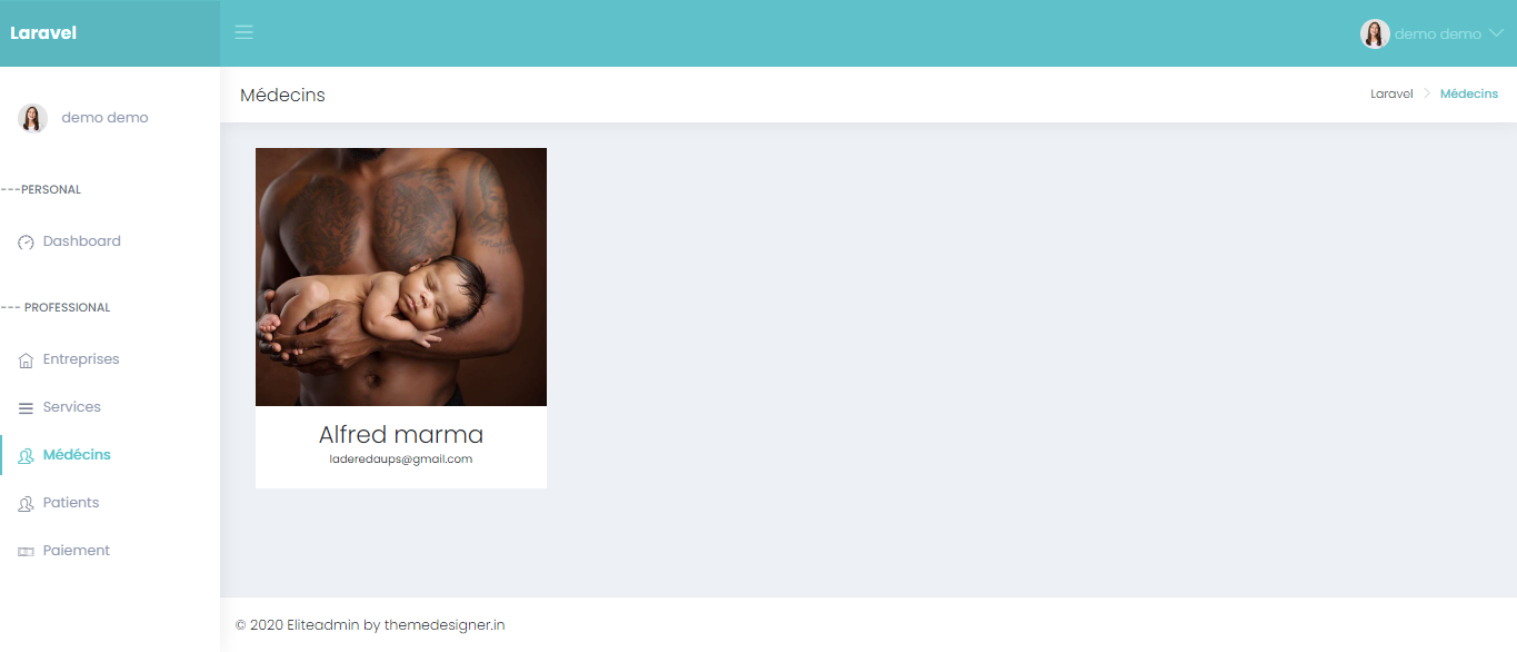 Laravel
demo demo
Médecins
Laravel
Médecins
demo demo
---PERSONAL
Dashboard
--- PROFESSIONAL
Entreprises
Services
Médécins
Patients
Paiement
Alfred marma
laderedaups@gmail.com
© 2020 Eliteadmin by themedesigner.in